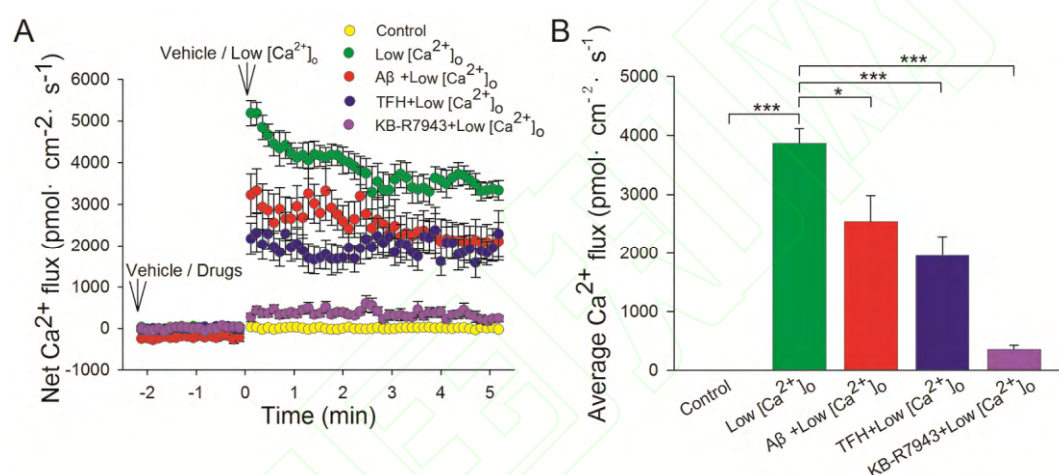 A
Vehicle / Low [Ca²⁺]ₒ
Control
Low [Ca²⁺]ₒ
Aβ +Low [Ca²⁺]ₒ
TFH+Low [Ca²⁺]ₒ
KB-R7943+Low [Ca²⁺]ₒ
Net Ca²⁺ flux (pmol· cm-2· s⁻¹)
6000
5000
4000
3000
2000
1000
0
-1000
Vehicle / Drugs
-2 -1 0 1 2 3 4 5
Time (min)
B
***
***
***
*
Average Ca²⁺ flux (pmol· cm⁻²· s⁻¹)
5000
4000
3000
2000
1000
0
Control
Low [Ca²⁺]ₒ
Aβ +Low [Ca²⁺]ₒ
TFH+Low [Ca²⁺]ₒ
KB-R7943+Low [Ca²⁺]ₒ